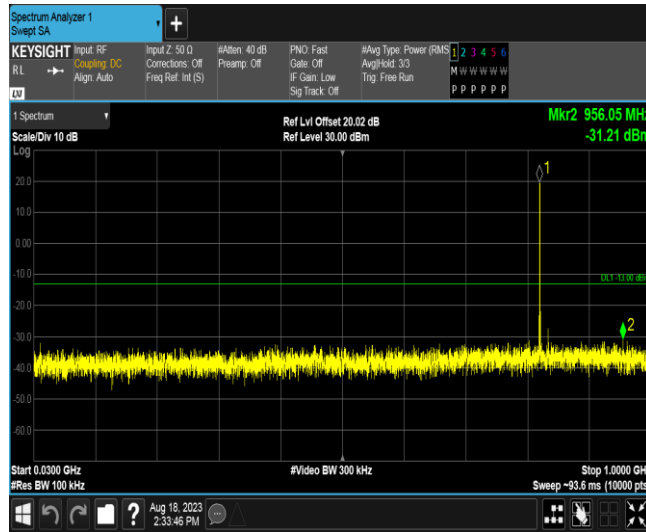 Spectrum Analyzer 1
Swept SA
KEYSIGHT
RL
LXI
Input: RF
Coupling: DC
Align: Auto
Input Z: 50 Ω
Corrections: Off
Freq Ref: Int (S)
#Atten: 40 dB
Preamp: Off
PNO: Fast
Gate: Off
IF Gain: Low
Sig Track: Off
#Avg Type: Power (RMS
Avg|Hold: 3/3
Trig: Free Run
1 2 3 4 5 6
M W W W W W
P P P P P P
1 Spectrum
Scale/Div 10 dB
Ref Lvl Offset 20.02 dB
Ref Level 30.00 dBm
Mkr2 956.05 MHz
-31.21 dBm
Log
1
20.0
10.0
0.00
-10.0
DL1 -13.00 dBm
-20.0
2
-30.0
-40.0
-50.0
-60.0
Start 0.0300 GHz
#Video BW 300 kHz
Stop 1.0000 GHz
#Res BW 100 kHz
Sweep ~93.6 ms (10000 pts)
?
Aug 18, 2023
2:33:46 PM